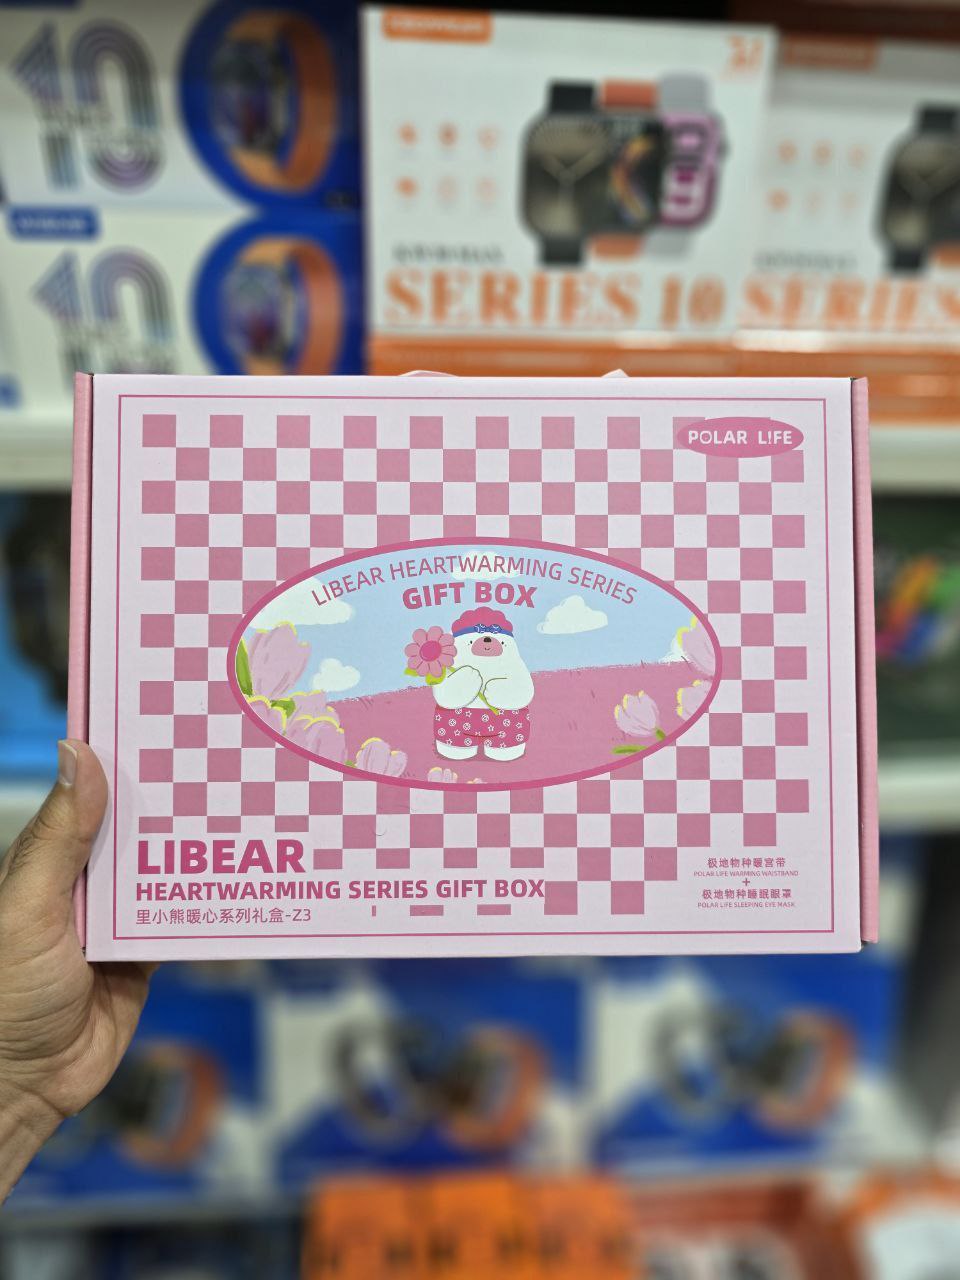 SERIES 10
SERIES
POLAR LIFE
LIBEAR HEARTWARMING SERIES
GIFT BOX
LIBEAR
HEARTWARMING SERIES GIFT BOX
里小熊暖心系列礼盒-Z3
极地物种暖宫带
POLAR LIFE WARMING WAISTBAND
+
极地物种睡眠眼罩
POLAR LIFE SLEEPING EYE MASK